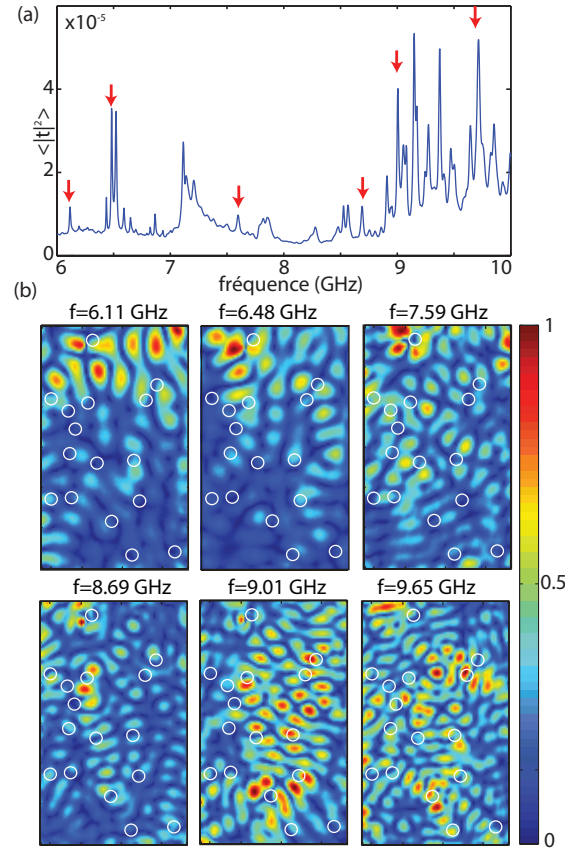 (a)
x10^-5
4
2
0
<|t|²>
6 7 8 9 10
fréquence (GHz)
(b)
f=6.11 GHz f=6.48 GHz f=7.59 GHz
1
0.5
f=8.69 GHz f=9.01 GHz f=9.65 GHz
0